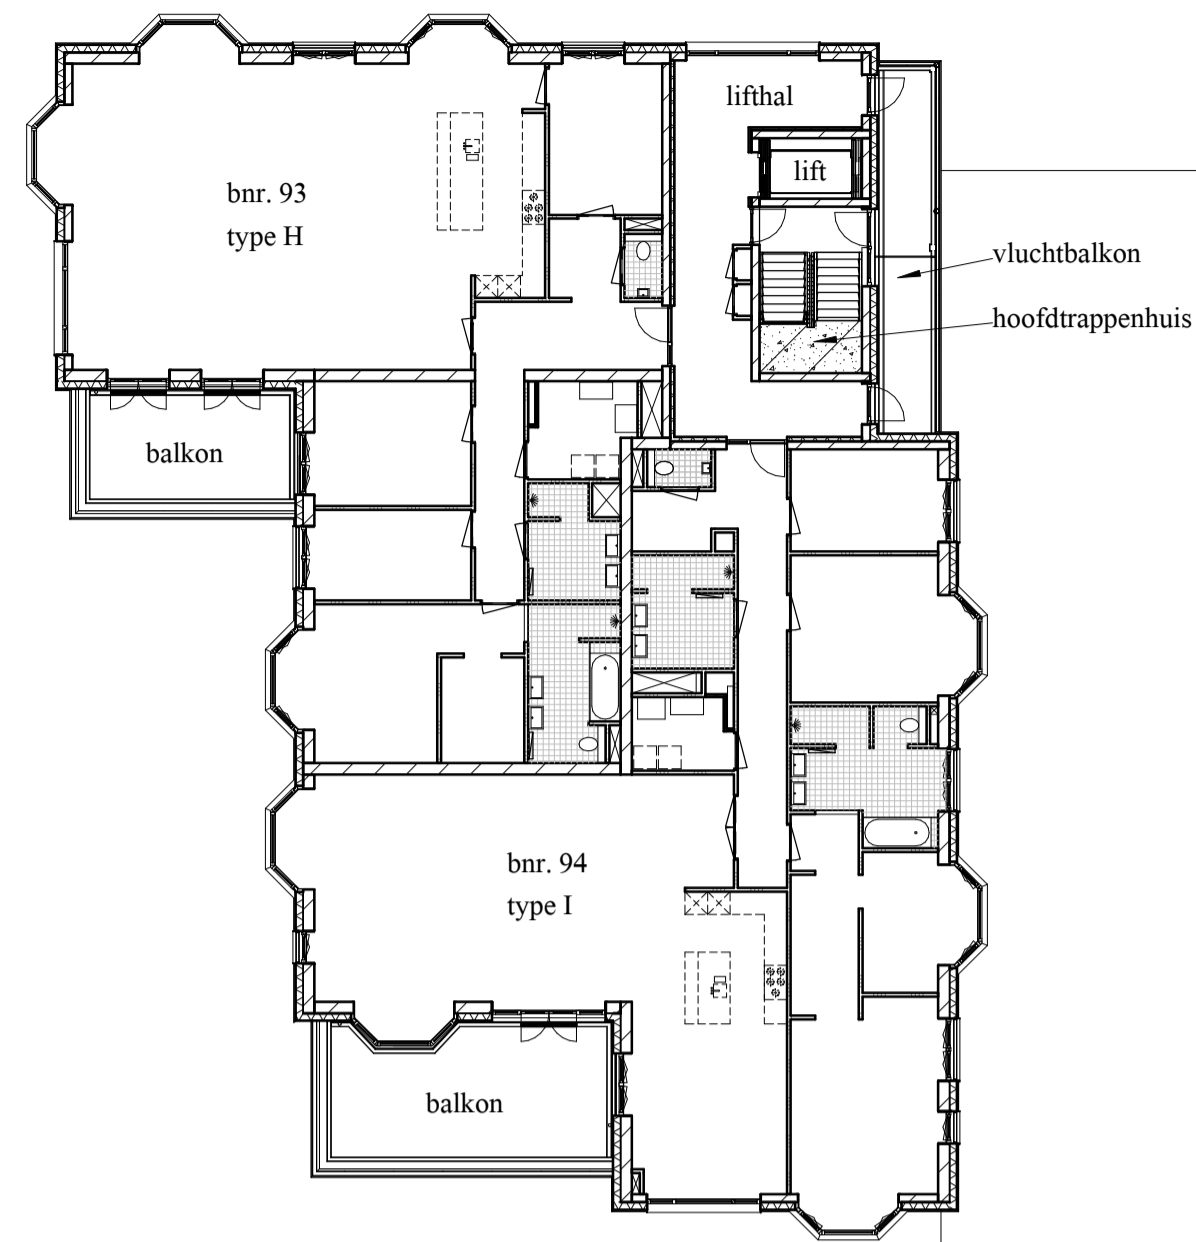 lifthal
lift
bnr. 93
type H
vluchtbalkon
hoofdtrappenhuis
balkon
bnr. 94
type I
balkon